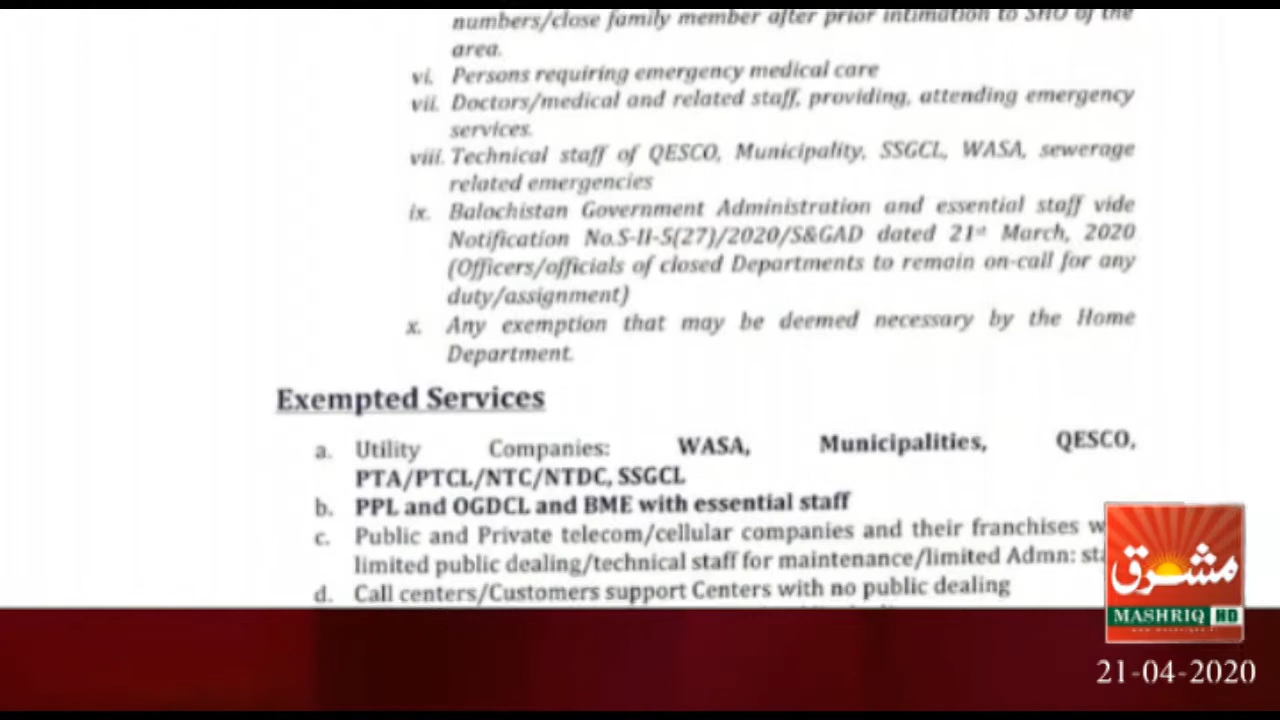 numbers/close family member after prior intimation to SHO of the
area.
vi. Persons requiring emergency medical care
vii. Doctors/medical and related staff, providing, attending emergency
services.
viii. Technical staff of QESCO, Municipality, SSGCL, WASA, sewerage
related emergencies
ix. Balochistan Government Administration and essential staff vide
Notification No.S-II-5(27)/2020/S&GAD dated 21st March, 2020
(Officers/officials of closed Departments to remain on-call for any
duty/assignment)
x. Any exemption that may be deemed necessary by the Home
Department.
Exempted Services
a. Utility Companies: WASA, Municipalities, QESCO,
PTA/PTCL/NTC/NTDC, SSGCL
b. PPL and OGDCL and BME with essential staff
c. Public and Private telecom/cellular companies and their franchises w
limited public dealing/technical staff for maintenance/limited Admn: sta
d. Call centers/Customers support Centers with no public dealing
مشرق
MASHRIQ HD
21-04-2020